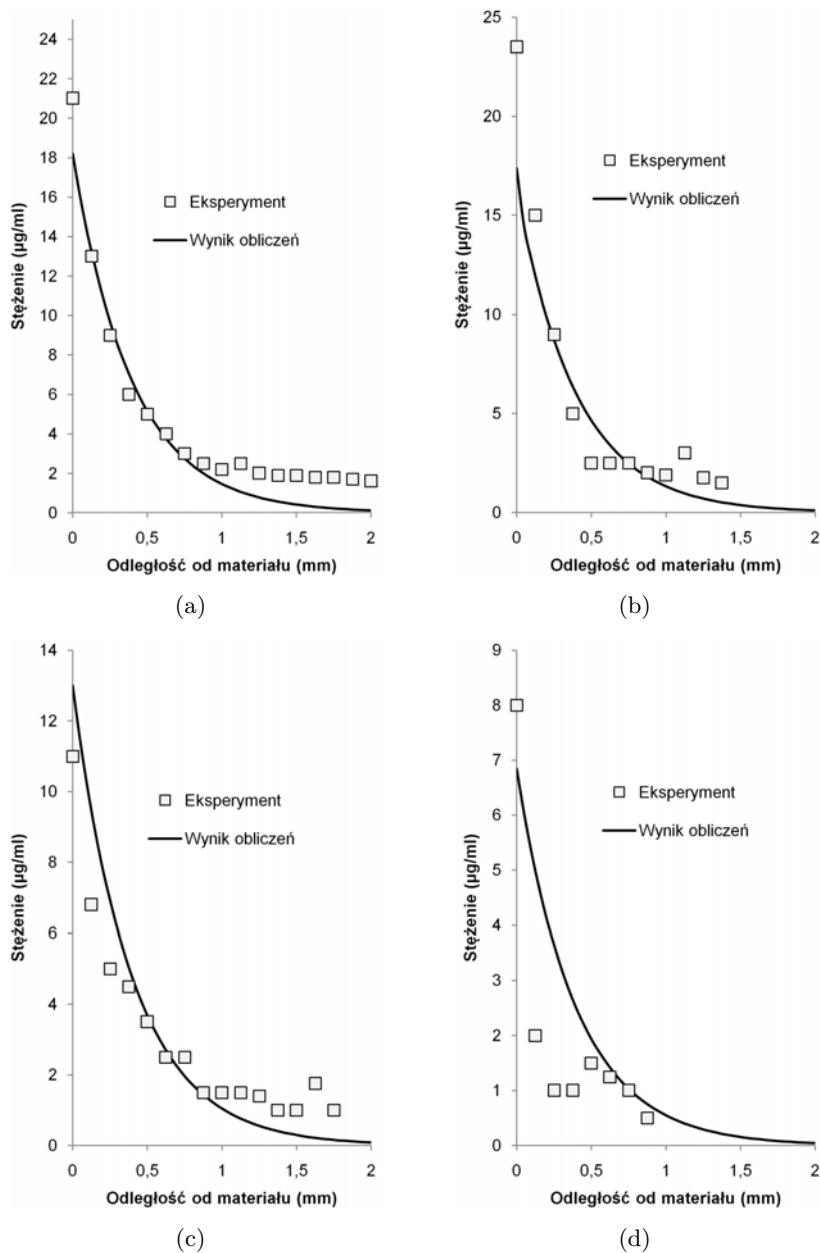 24
22
20
18
16
14
12
10
8
6
4
2
0
Stężenie (µg/ml)
Eksperyment
Wynik obliczeń
0 0,5 1 1,5 2
Odległość od materiału (mm)
(a)
25
20
15
10
5
0
Stężenie (µg/ml)
Eksperyment
Wynik obliczeń
0 0,5 1 1,5 2
Odległość od materiału (mm)
(b)
14
12
10
8
6
4
2
0
Stężenie (µg/ml)
Eksperyment
Wynik obliczeń
0 0,5 1 1,5 2
Odległość od materiału (mm)
(c)
9
8
7
6
5
4
3
2
1
0
Stężenie (µg/ml)
Eksperyment
Wynik obliczeń
0 0,5 1 1,5 2
Odległość od materiału (mm)
(d)